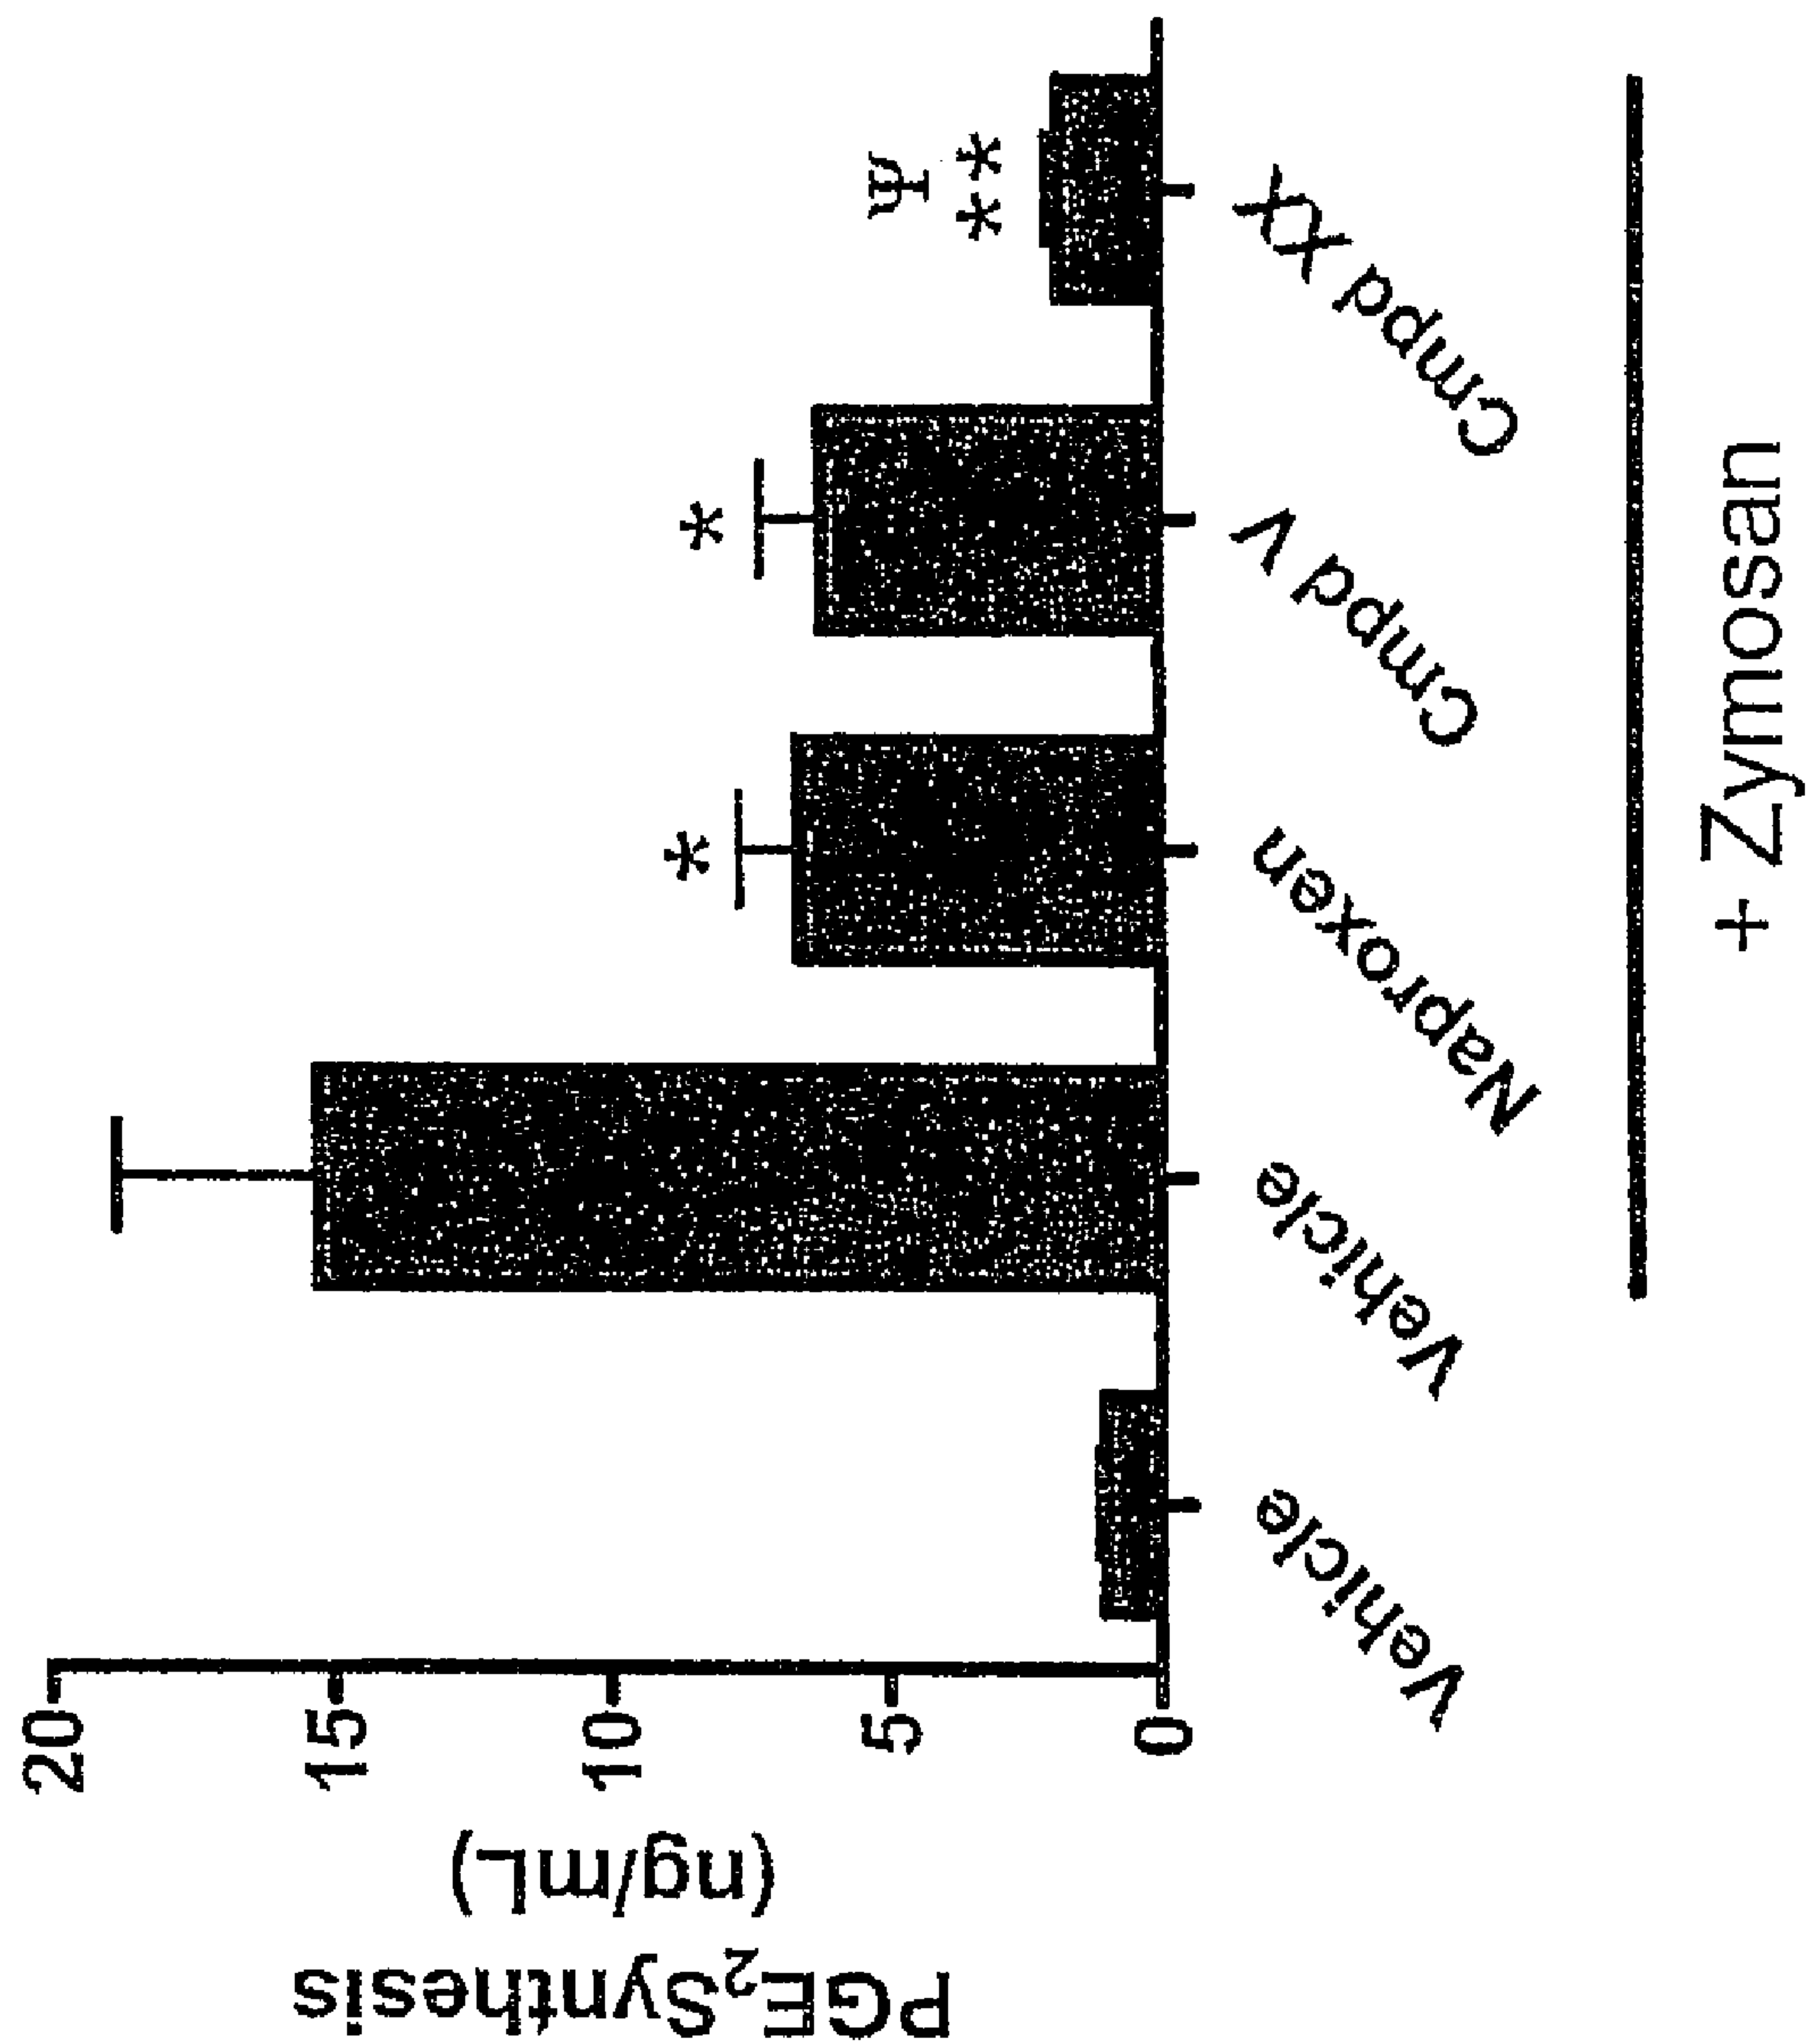 PGE₂Synthesis
(ng/mL)
20
15
10
5
0
*
*
Ψ
**
Vehicle
Vehicle
Naproxen
Cmpd V
Cmpd XX
+ Zymosan